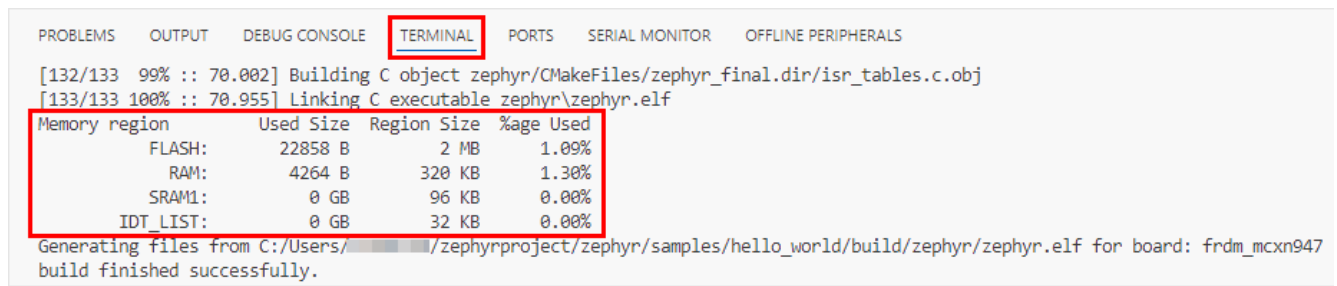 PROBLEMS OUTPUT DEBUG CONSOLE TERMINAL PORTS SERIAL MONITOR OFFLINE PERIPHERALS
[132/133  99% :: 70.002] Building C object zephyr/CMakeFiles/zephyr_final.dir/isr_tables.c.obj
[133/133 100% :: 70.955] Linking C executable zephyr\zephyr.elf
Memory region         Used Size  Region Size  %age Used
           FLASH:       22858 B         2 MB      1.09%
             RAM:        4264 B       320 KB      1.30%
           SRAM1:          0 GB        96 KB      0.00%
        IDT_LIST:          0 GB        32 KB      0.00%
Generating files from C:/Users/ /zephyrproject/zephyr/samples/hello_world/build/zephyr/zephyr.elf for board: frdm_mcxn947
build finished successfully.